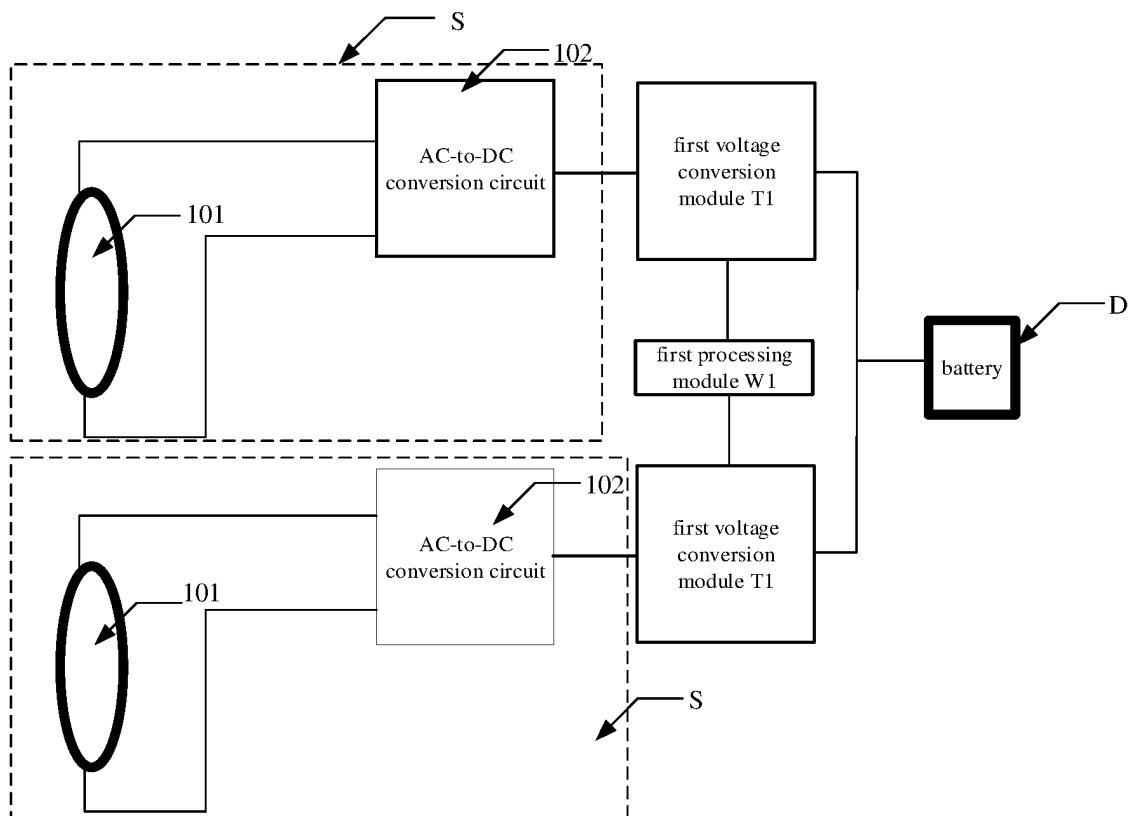 S
102
AC-to-DC
conversion circuit
first voltage
conversion
module T1
101
D
first processing
module W1
battery
102
AC-to-DC
conversion circuit
first voltage
conversion
module T1
101
S